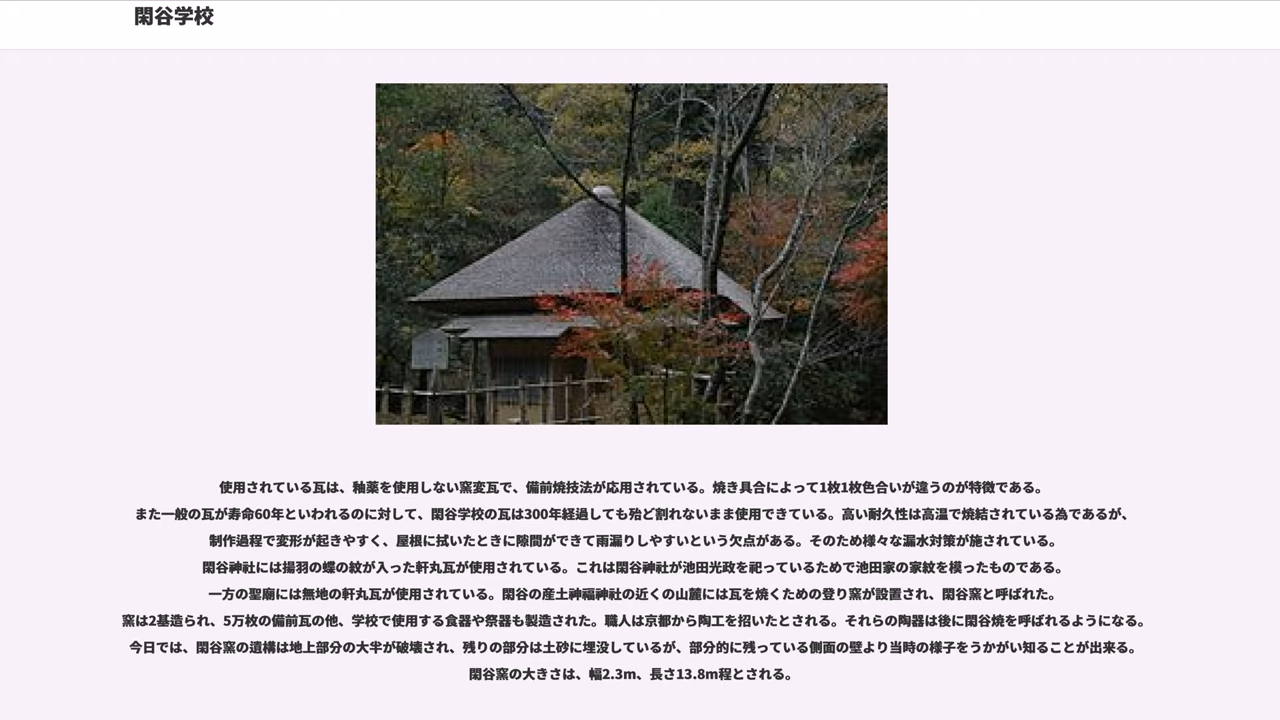 閑谷学校
使用されている瓦は、釉薬を使用しない窯変瓦で、備前焼技法が応用されている。焼き具合によって1枚1枚色合いが違うのが特徴である。
また一般の瓦が寿命60年といわれるのに対して、閑谷学校の瓦は300年経過しても殆ど割れないまま使用できている。高い耐久性は高温で焼結されている為であるが、
制作過程で変形が起きやすく、屋根に拭いたときに隙間ができて雨漏りしやすいという欠点がある。そのため様々な漏水対策が施されている。
閑谷神社には揚羽の蝶の紋が入った軒丸瓦が使用されている。これは閑谷神社が池田光政を祀っているためで池田家の家紋を模ったものである。
一方の聖廟には無地の軒丸瓦が使用されている。閑谷の産土神福神社の近くの山麓には瓦を焼くための登り窯が設置され、閑谷窯と呼ばれた。
窯は2基造られ、5万枚の備前瓦の他、学校で使用する食器や祭器も製造された。職人は京都から陶工を招いたとされる。それらの陶器は後に閑谷焼を呼ばれるようになる。
今日では、閑谷窯の遺構は地上部分の大半が破壊され、残りの部分は土砂に埋没しているが、部分的に残っている側面の壁より当時の様子をうかがい知ることが出来る。
閑谷窯の大きさは、幅2.3m、長さ13.8m程とされる。